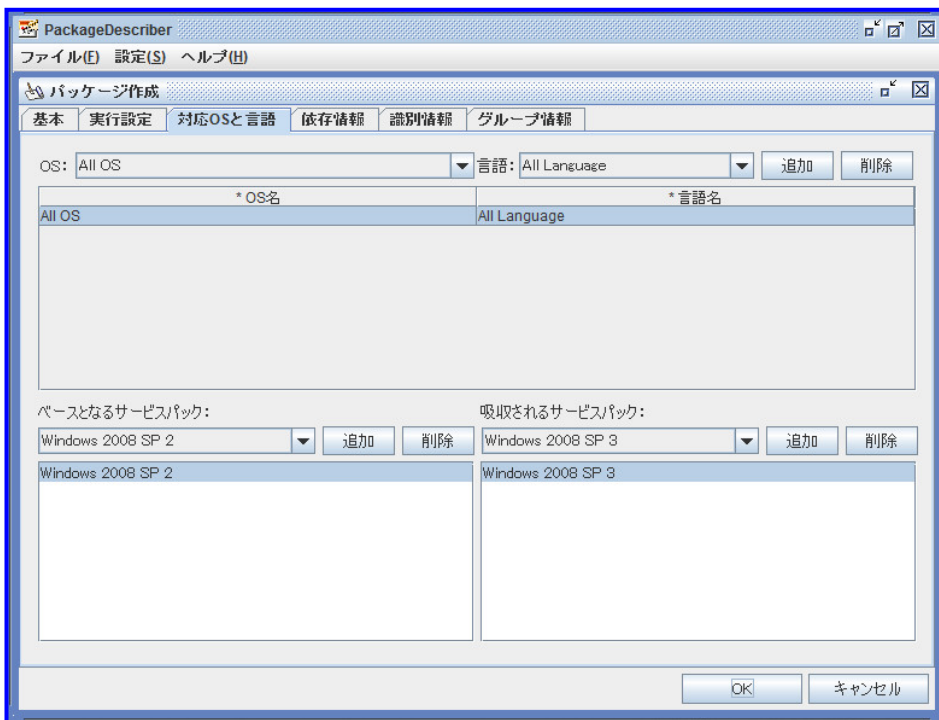 PackageDescriber
ファイル(F) 設定(S) ヘルプ(H)
パッケージ作成
基本 実行設定 対応OSと言語 依存情報 識別情報 グループ情報
OS: All OS 言語: All Language 追加 削除
* OS名 * 言語名
All OS All Language
ベースとなるサービスパック: 吸収されるサービスパック:
Windows 2008 SP 2 追加 削除 Windows 2008 SP 3 追加 削除
Windows 2008 SP 2 Windows 2008 SP 3
OK キャンセル